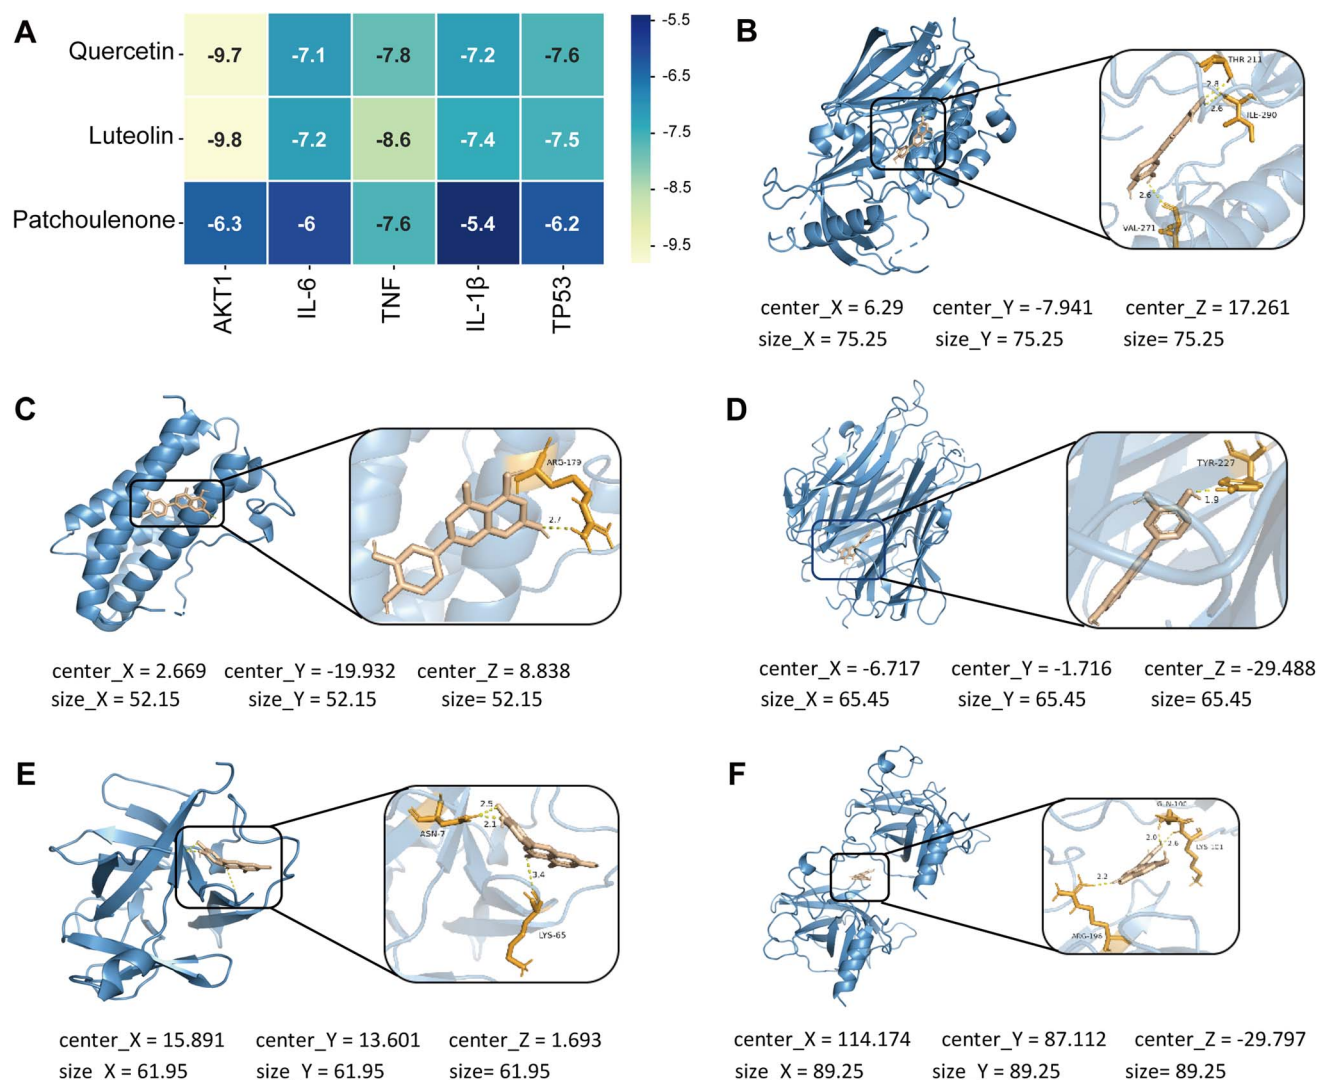 A
Quercetin
Luteolin
Patchoulenone
-9.7 -7.1 -7.8 -7.2 -7.6
-9.8 -7.2 -8.6 -7.4 -7.5
-6.3 -6 -7.6 -5.4 -6.2
AKT1 IL-6 TNF IL-1β TP53
-5.5
-6.5
-7.5
-8.5
-9.5
B
THR-211
2.8
2.6
ILE-290
2.6
VAL-271
center_X = 6.29 center_Y = -7.941 center_Z = 17.261
size_X = 75.25 size_Y = 75.25 size= 75.25
C
ARG-179
2.7
center_X = 2.669 center_Y = -19.932 center_Z = 8.838
size_X = 52.15 size_Y = 52.15 size= 52.15
D
TYR-227
1.9
center_X = -6.717 center_Y = -1.716 center_Z = -29.488
size_X = 65.45 size_Y = 65.45 size= 65.45
E
2.5
2.1
ASN-7
3.4
LYS-65
center_X = 15.891 center_Y = 13.601 center_Z = 1.693
size_X = 61.95 size_Y = 61.95 size= 61.95
F
2.0
2.6
LYS-101
2.2
ARG-196
center_X = 114.174 center_Y = 87.112 center_Z = -29.797
size_X = 89.25 size_Y = 89.25 size= 89.25